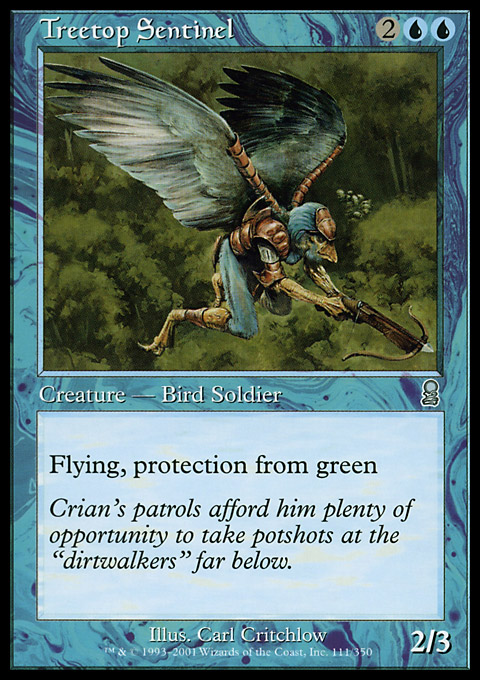 Treetop Sentinel 2
Creature — Bird Soldier
Flying, protection from green
Crian's patrols afford him plenty of
opportunity to take potshots at the
“dirtwalkers” far below.
Illus. Carl Critchlow
™ & © 1993-2001 Wizards of the Coast, Inc. 111/350
2/3